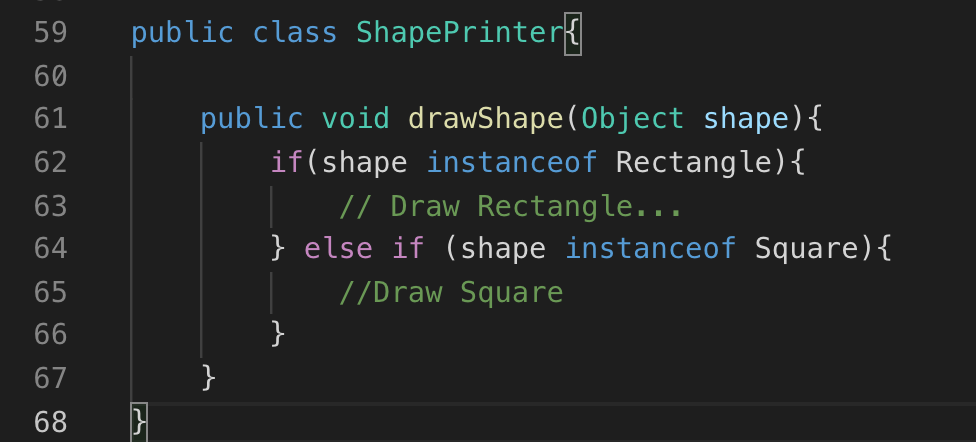 59 public class ShapePrinter{
60
61 public void drawShape(Object shape){
62 if(shape instanceof Rectangle){
63 // Draw Rectangle...
64 } else if (shape instanceof Square){
65 //Draw Square
66 }
67 }
68 }